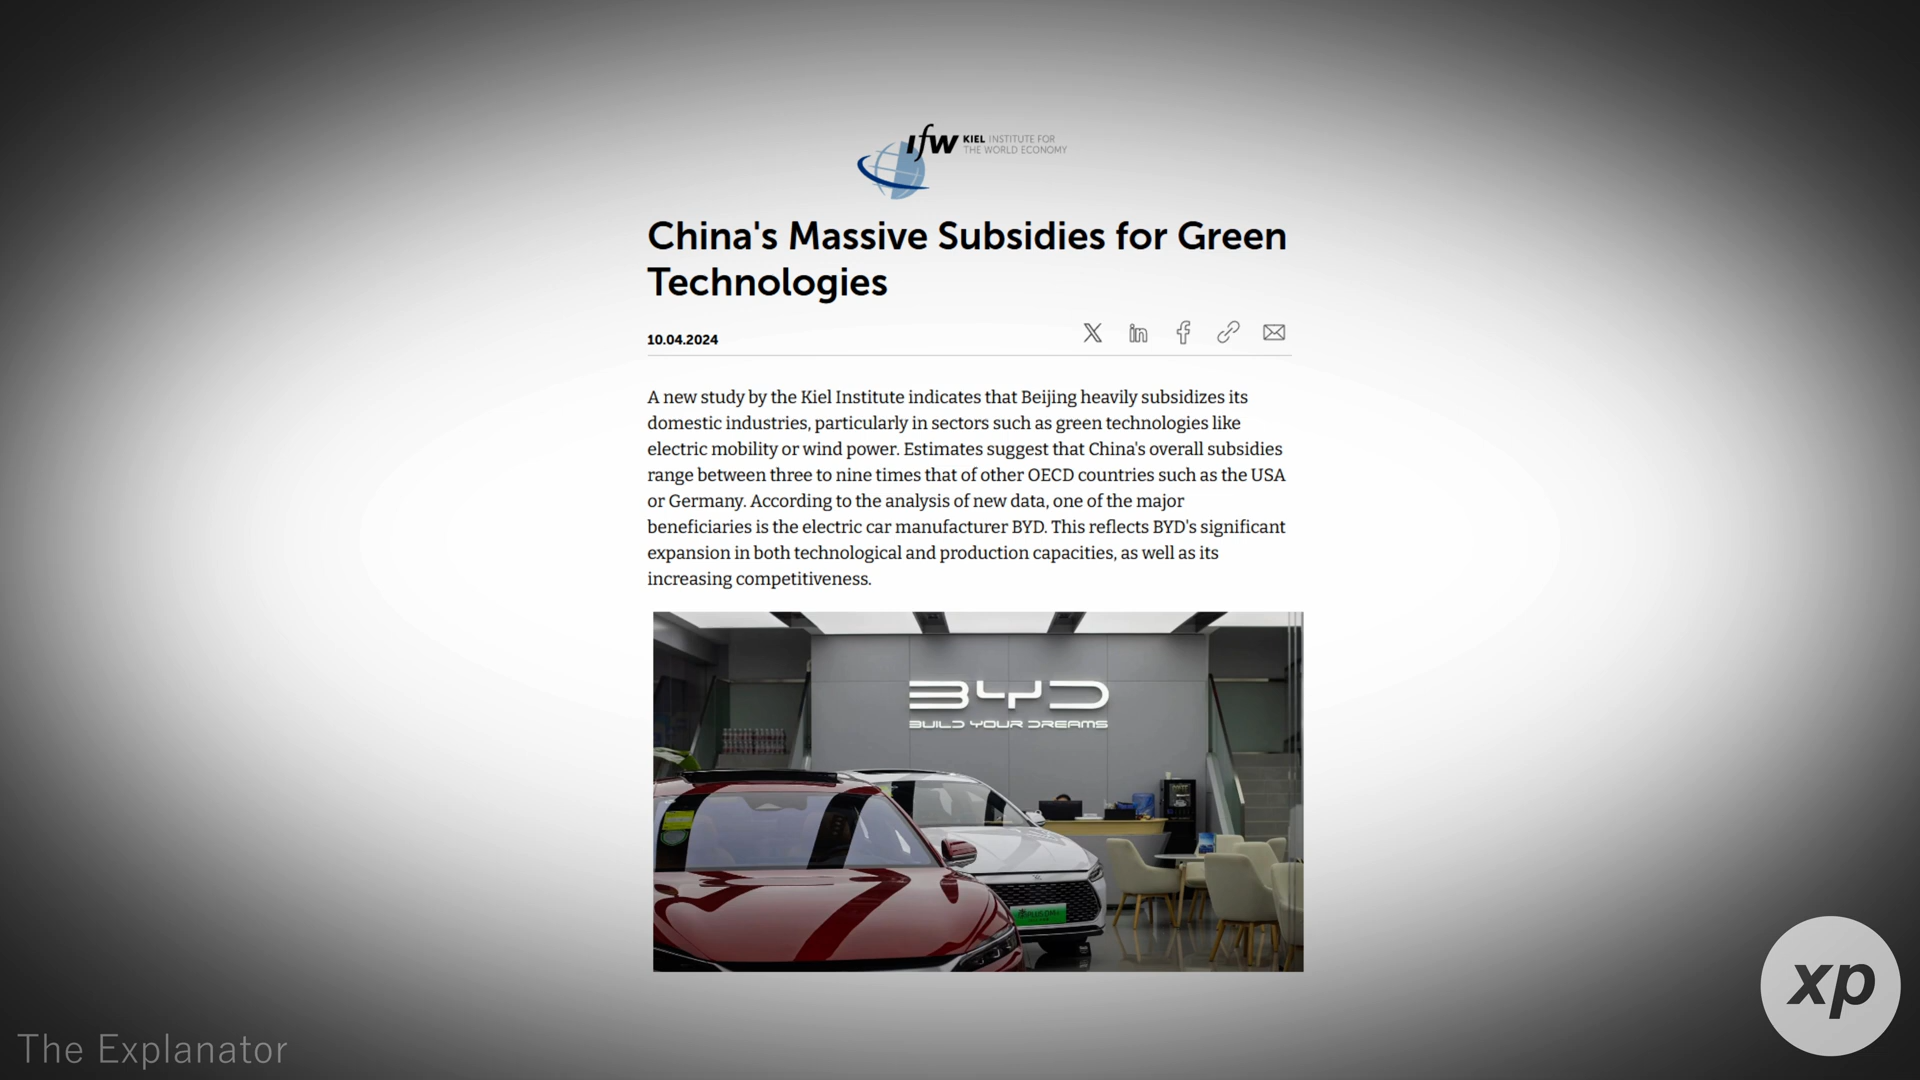 IfW KIEL INSTITUTE FOR
THE WORLD ECONOMY
China's Massive Subsidies for Green
Technologies
10.04.2024
A new study by the Kiel Institute indicates that Beijing heavily subsidizes its
domestic industries, particularly in sectors such as green technologies like
electric mobility or wind power. Estimates suggest that China's overall subsidies
range between three to nine times that of other OECD countries such as the USA
or Germany. According to the analysis of new data, one of the major
beneficiaries is the electric car manufacturer BYD. This reflects BYD's significant
expansion in both technological and production capacities, as well as its
increasing competitiveness.
BYD
BUILD YOUR DREAMS
xp
The Explanator